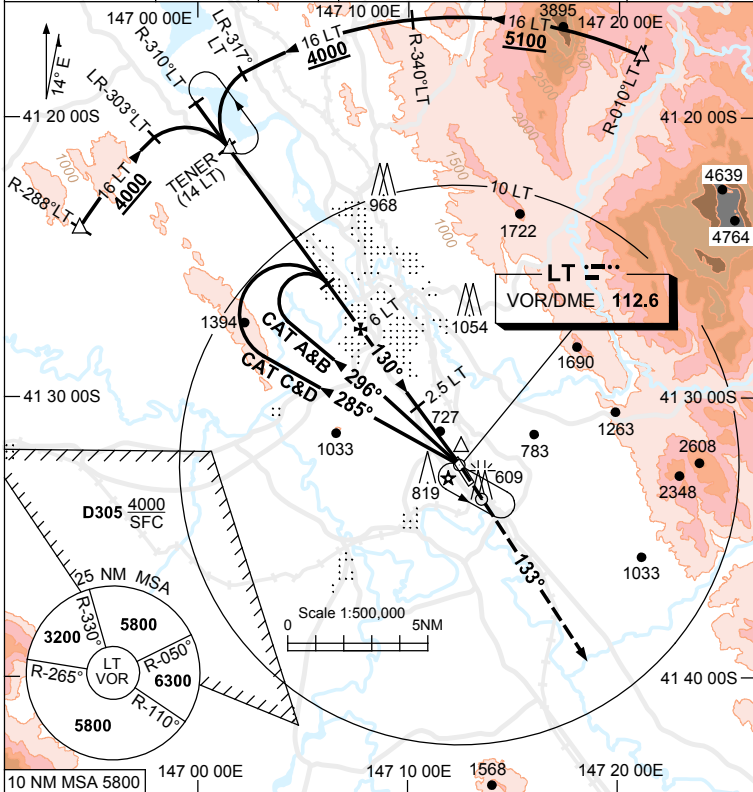 147 00 00E
147 10 00E
147 20 00E
3895
14° E
LR-317°
LT
R-310°LT
16 LT
4000
R-340°LT
16 LT
5100
R-010°LT
LR-303°LT
41 20 00S
41 20 00S
2500
2000
1500
1000
1000
1000
TENER
(14 LT)
16 LT
4000
R-288°LT
968
10 LT
1722
4639
4764
LT
VOR/DME 112.6
1394
6 LT
1054
CAT A&B 296°
CAT C&D 285°
130°
2.5 LT
1690
41 30 00S
41 30 00S
727
1033
783
1263
2608
2348
819
609
D305 4000
SFC
1033
133°
25 NM MSA
Scale 1:500,000
0
5NM
R-330°
5800
3200
LT
VOR
R-050°
6300
R-265°
R-110°
5800
41 40 00S
10 NM MSA 5800
147 00 00E
147 10 00E
1568
147 20 00E